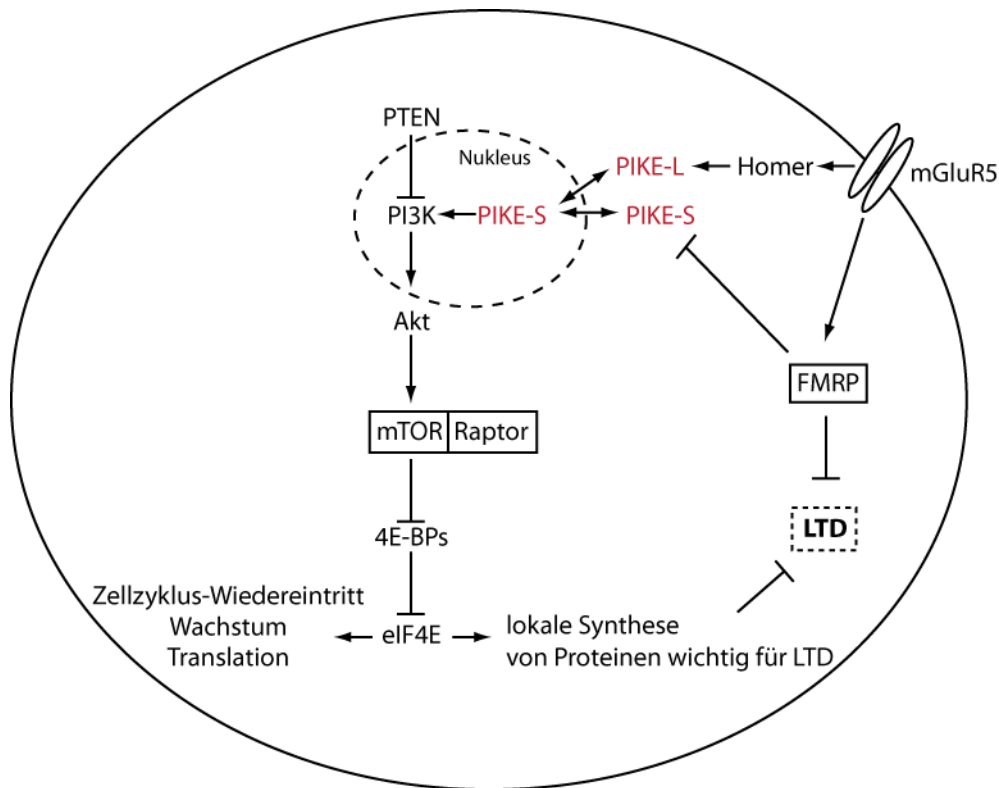 PTEN
Nukleus
PIKE-L
Homer
mGluR5
PI3K
PIKE-S
PIKE-S
Akt
FMRP
mTOR
Raptor
LTD
4E-BPs
Zellzyklus-Wiedereintritt
Wachstum
Translation
eIF4E
lokale Synthese
von Proteinen wichtig für LTD